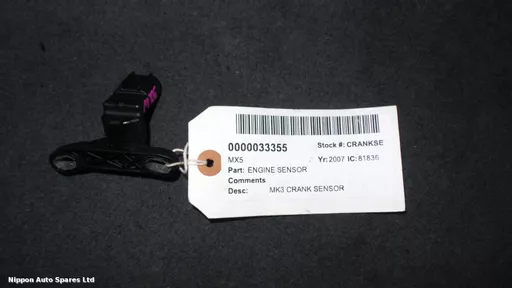 0000033355
Stock #: CRANKSE
MX5 Yr: 2007 IC: 81836
Part: ENGINE SENSOR
Comments
Desc: MK3 CRANK SENSOR
Nippon Auto Spares Ltd